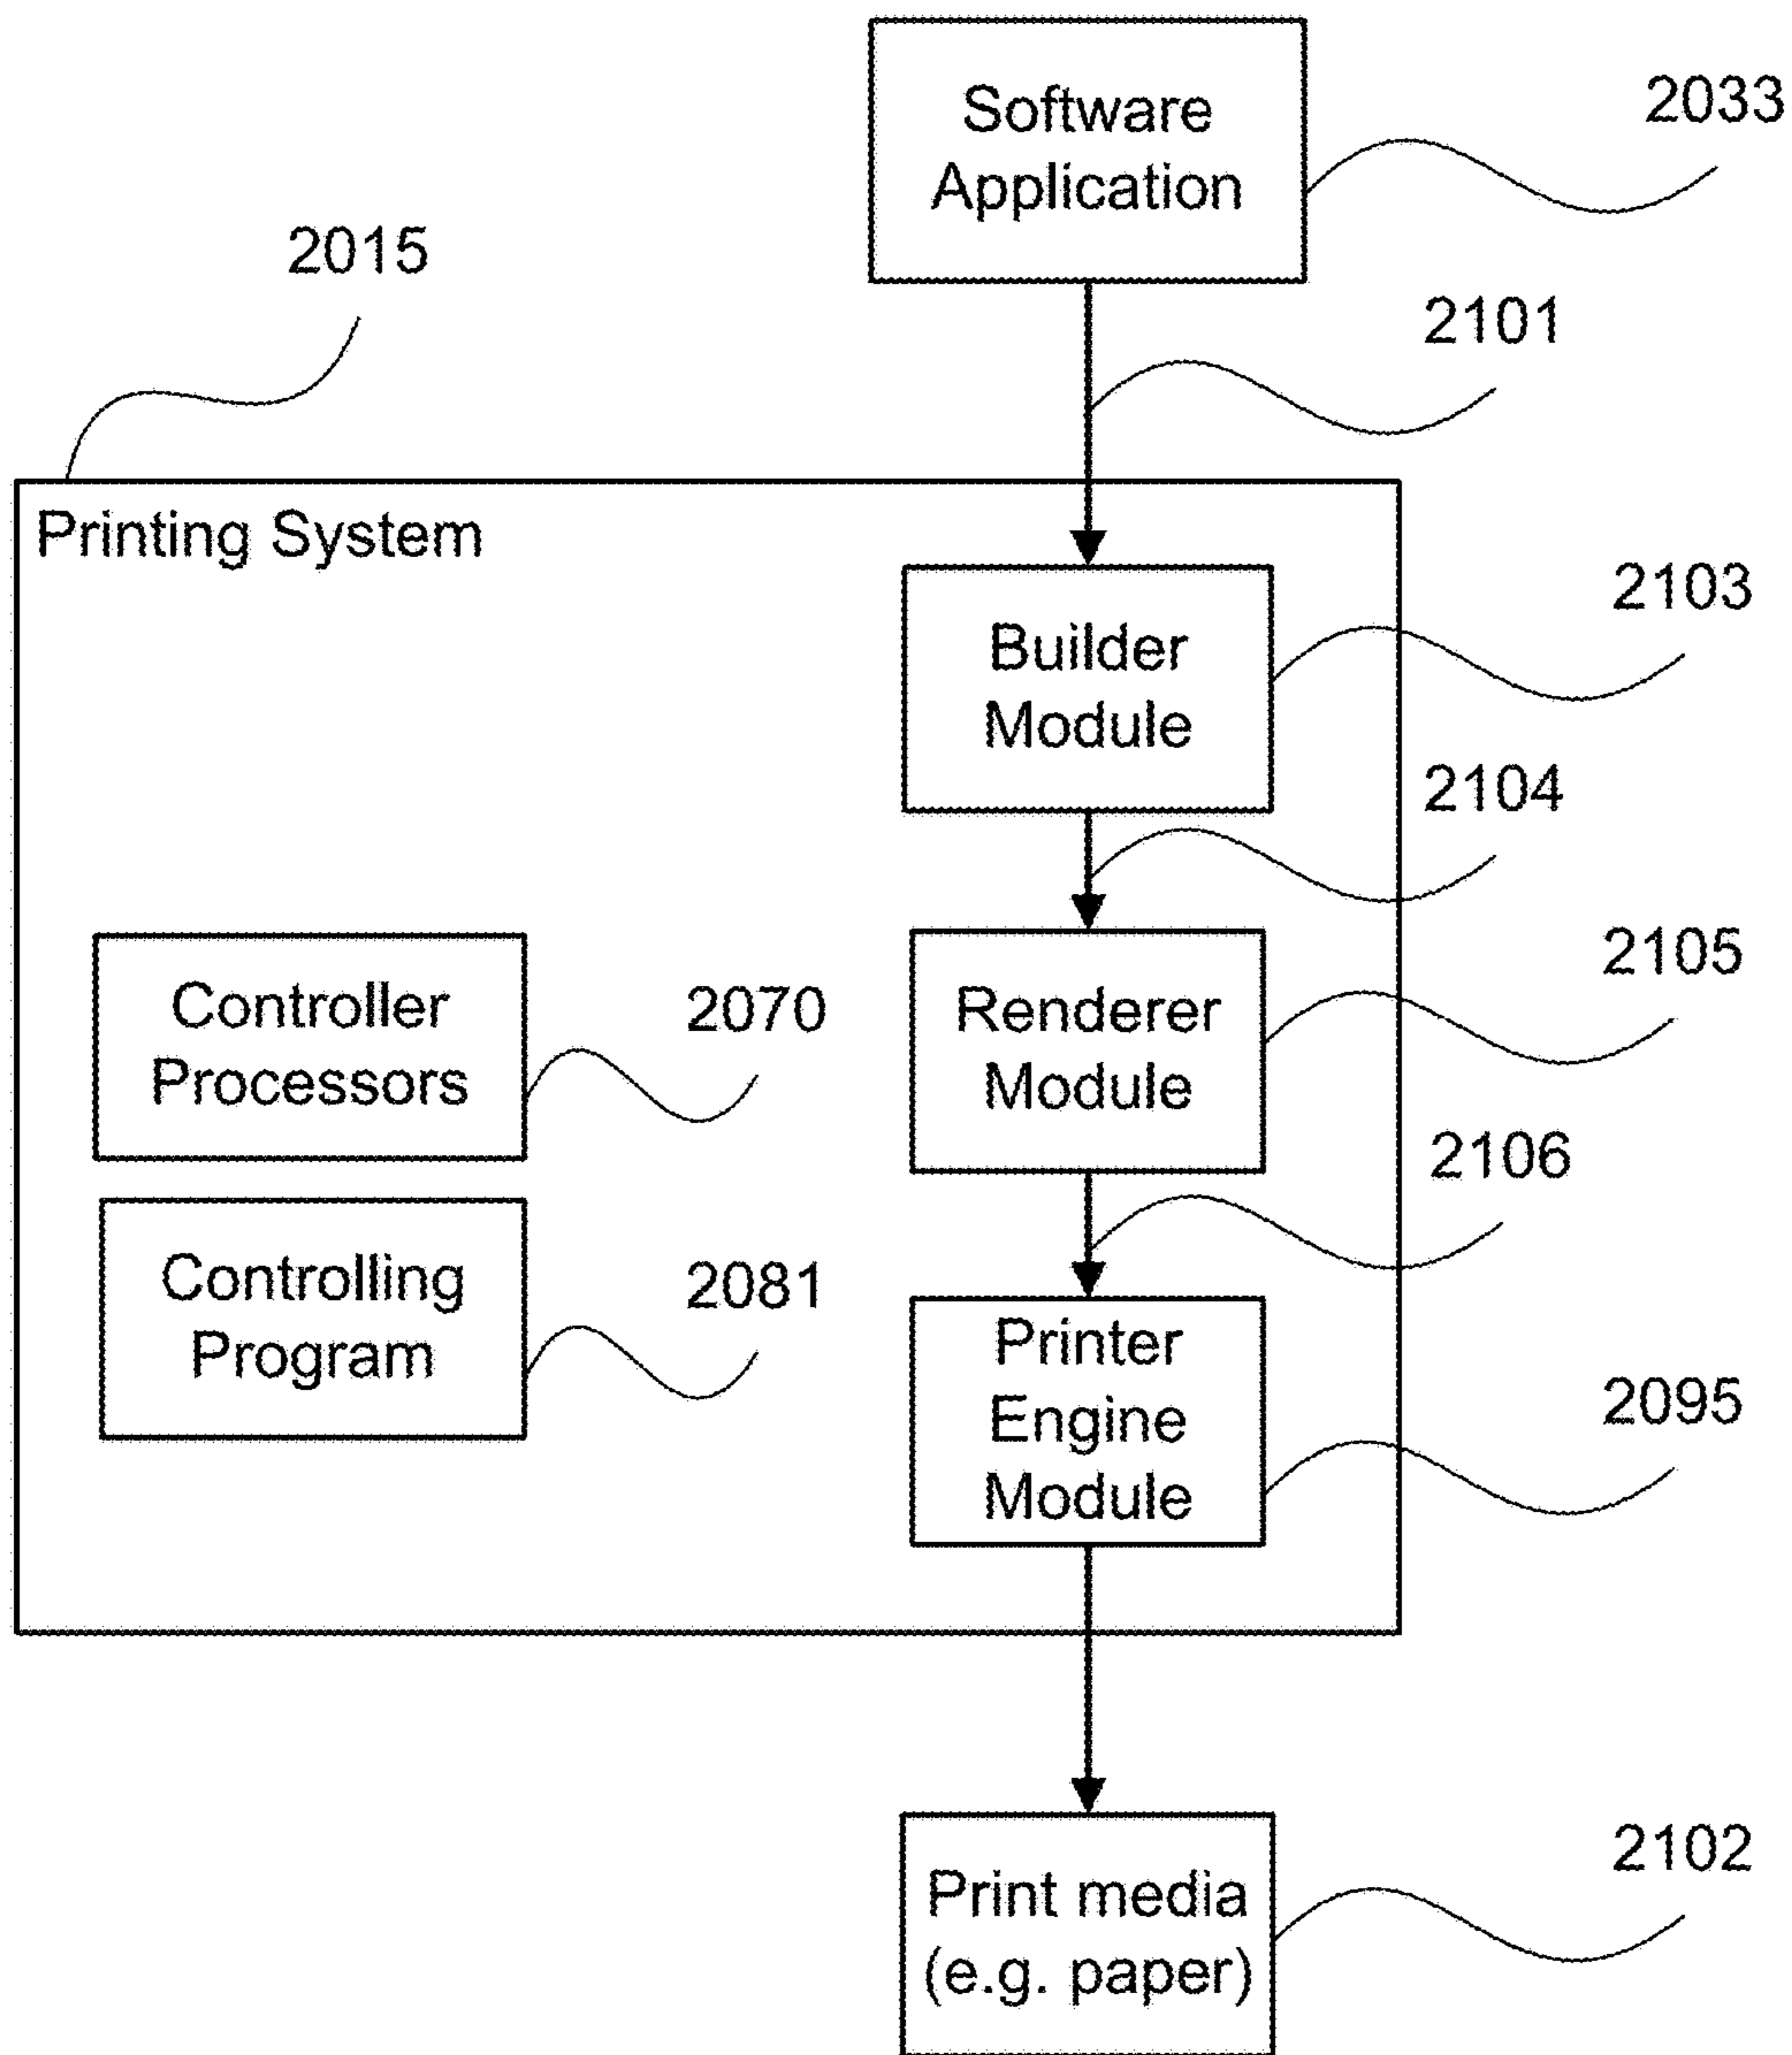 Software
Application
2033
2015
2101
Printing System
Builder
Module
2103
2104
Controller
Processors
2070
Renderer
Module
2105
2106
Controlling
Program
2081
Printer
Engine
Module
2095
Print media
(e.g. paper)
2102